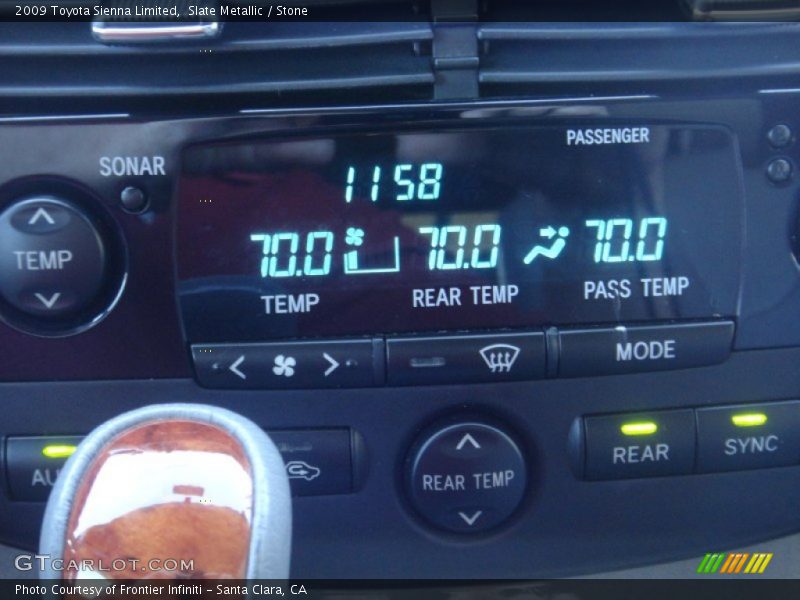 2009 Toyota Sienna Limited, Slate Metallic / Stone
PASSENGER
SONAR
1158
TEMP
70.0 70.0 70.0
TEMP REAR TEMP PASS TEMP
MODE
REAR SYNC
AU
REAR TEMP
GTCARLOT.COM
Photo Courtesy of Frontier Infiniti - Santa Clara, CA